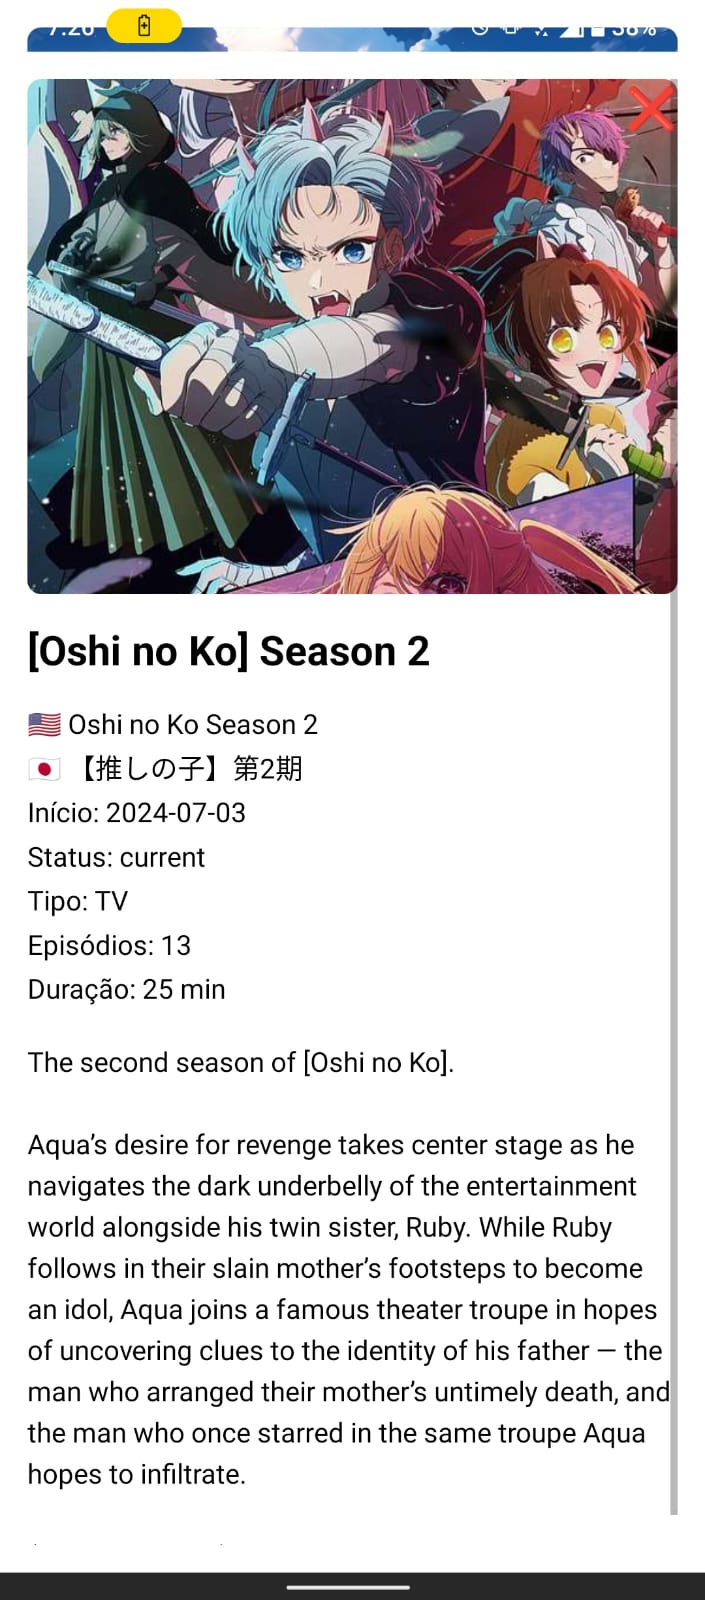 [Oshi no Ko] Season 2
Oshi no Ko Season 2
【推しの子】第2期
Início: 2024-07-03
Status: current
Tipo: TV
Episódios: 13
Duração: 25 min
The second season of [Oshi no Ko].
Aqua’s desire for revenge takes center stage as he
navigates the dark underbelly of the entertainment
world alongside his twin sister, Ruby. While Ruby
follows in their slain mother’s footsteps to become
an idol, Aqua joins a famous theater troupe in hopes
of uncovering clues to the identity of his father — the
man who arranged their mother’s untimely death, and
the man who once starred in the same troupe Aqua
hopes to infiltrate.